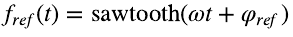 f_ref(t) = sawtooth(ωt + φ_ref)